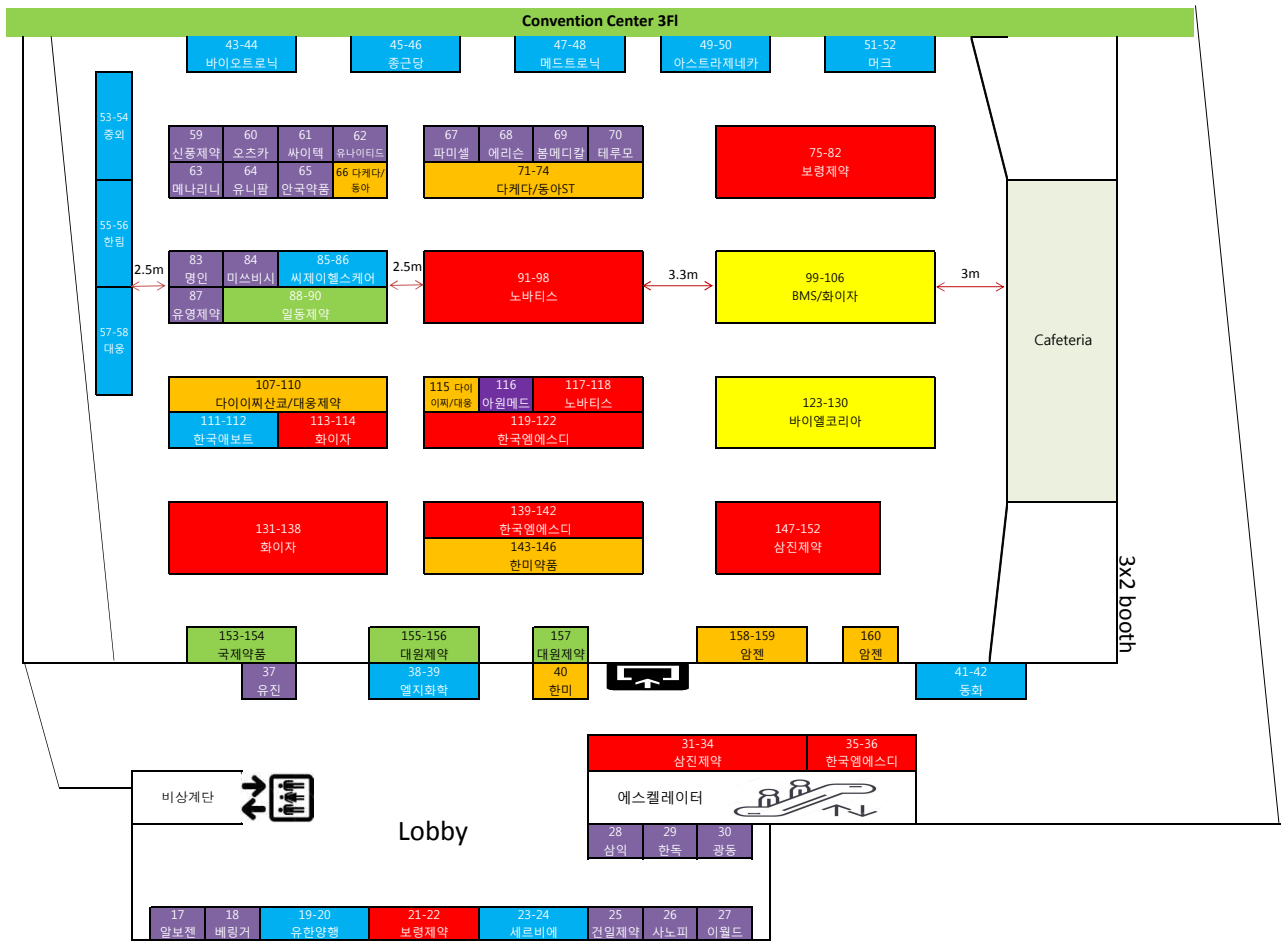 Convention Center 3Fl
43-44
바이오트로닉
45-46
종근당
47-48
메드트로닉
49-50
아스트라제네카
51-52
머크
53-54
중외
55-56
한림
57-58
대웅
59
신풍제약
60
오츠카
61
싸이텍
62
유나이티드
63
메나리니
64
유니팜
65
안국약품
66 다케다/
동아
67
파미셀
68
에리슨
69
봄메디칼
70
테루모
71-74
다케다/동아ST
75-82
보령제약
2.5m
83
명인
84
미쓰비시
85-86
씨제이헬스케어
87
유영제약
88-90
일동제약
2.5m
91-98
노바티스
3.3m
99-106
BMS/화이자
3m
Cafeteria
107-110
다이이찌산쿄/대웅제약
111-112
한국애보트
113-114
화이자
115 다이
이찌/대웅
116
아원메드
117-118
노바티스
119-122
한국엠에스디
123-130
바이엘코리아
131-138
화이자
139-142
한국엠에스디
143-146
한미약품
147-152
삼진제약
3x2 booth
153-154
국제약품
155-156
대원제약
157
대원제약
158-159
암젠
160
암젠
37
유진
38-39
엘지화학
40
한미
41-42
동화
31-34
삼진제약
35-36
한국엠에스디
비상계단
에스켈레이터
Lobby
28
삼익
29
한독
30
광동
17
알보젠
18
베링거
19-20
유한양행
21-22
보령제약
23-24
세르비에
25
건일제약
26
사노피
27
이월드